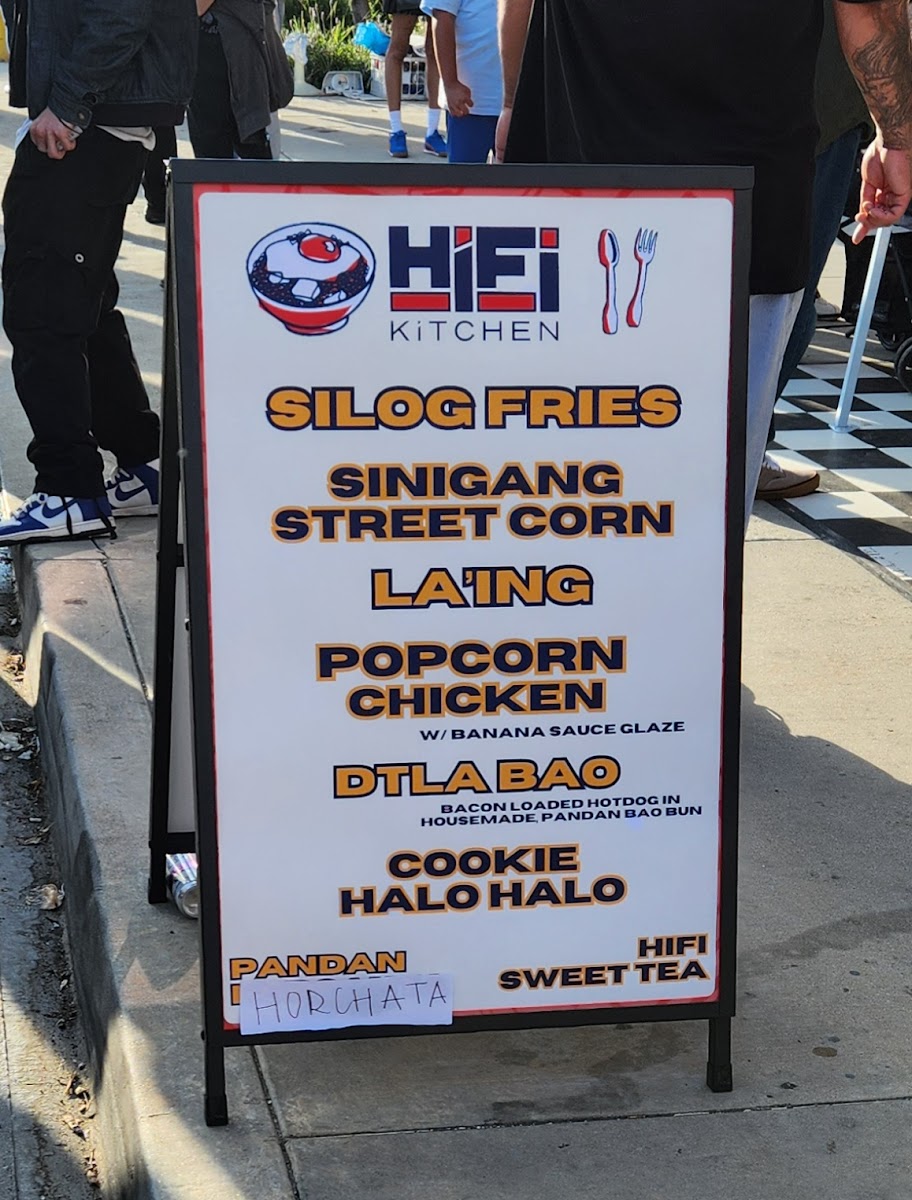 HiFi
KiTCHEN
SILOG FRIES
SINIGANG
STREET CORN
LA'ING
POPCORN
CHICKEN
W/ BANANA SAUCE GLAZE
DTLA BAO
BACON LOADED HOTDOG IN
HOUSEMADE, PANDAN BAO BUN
COOKIE
HALO HALO
PANDAN
HORCHATA
HIFI
SWEET TEA